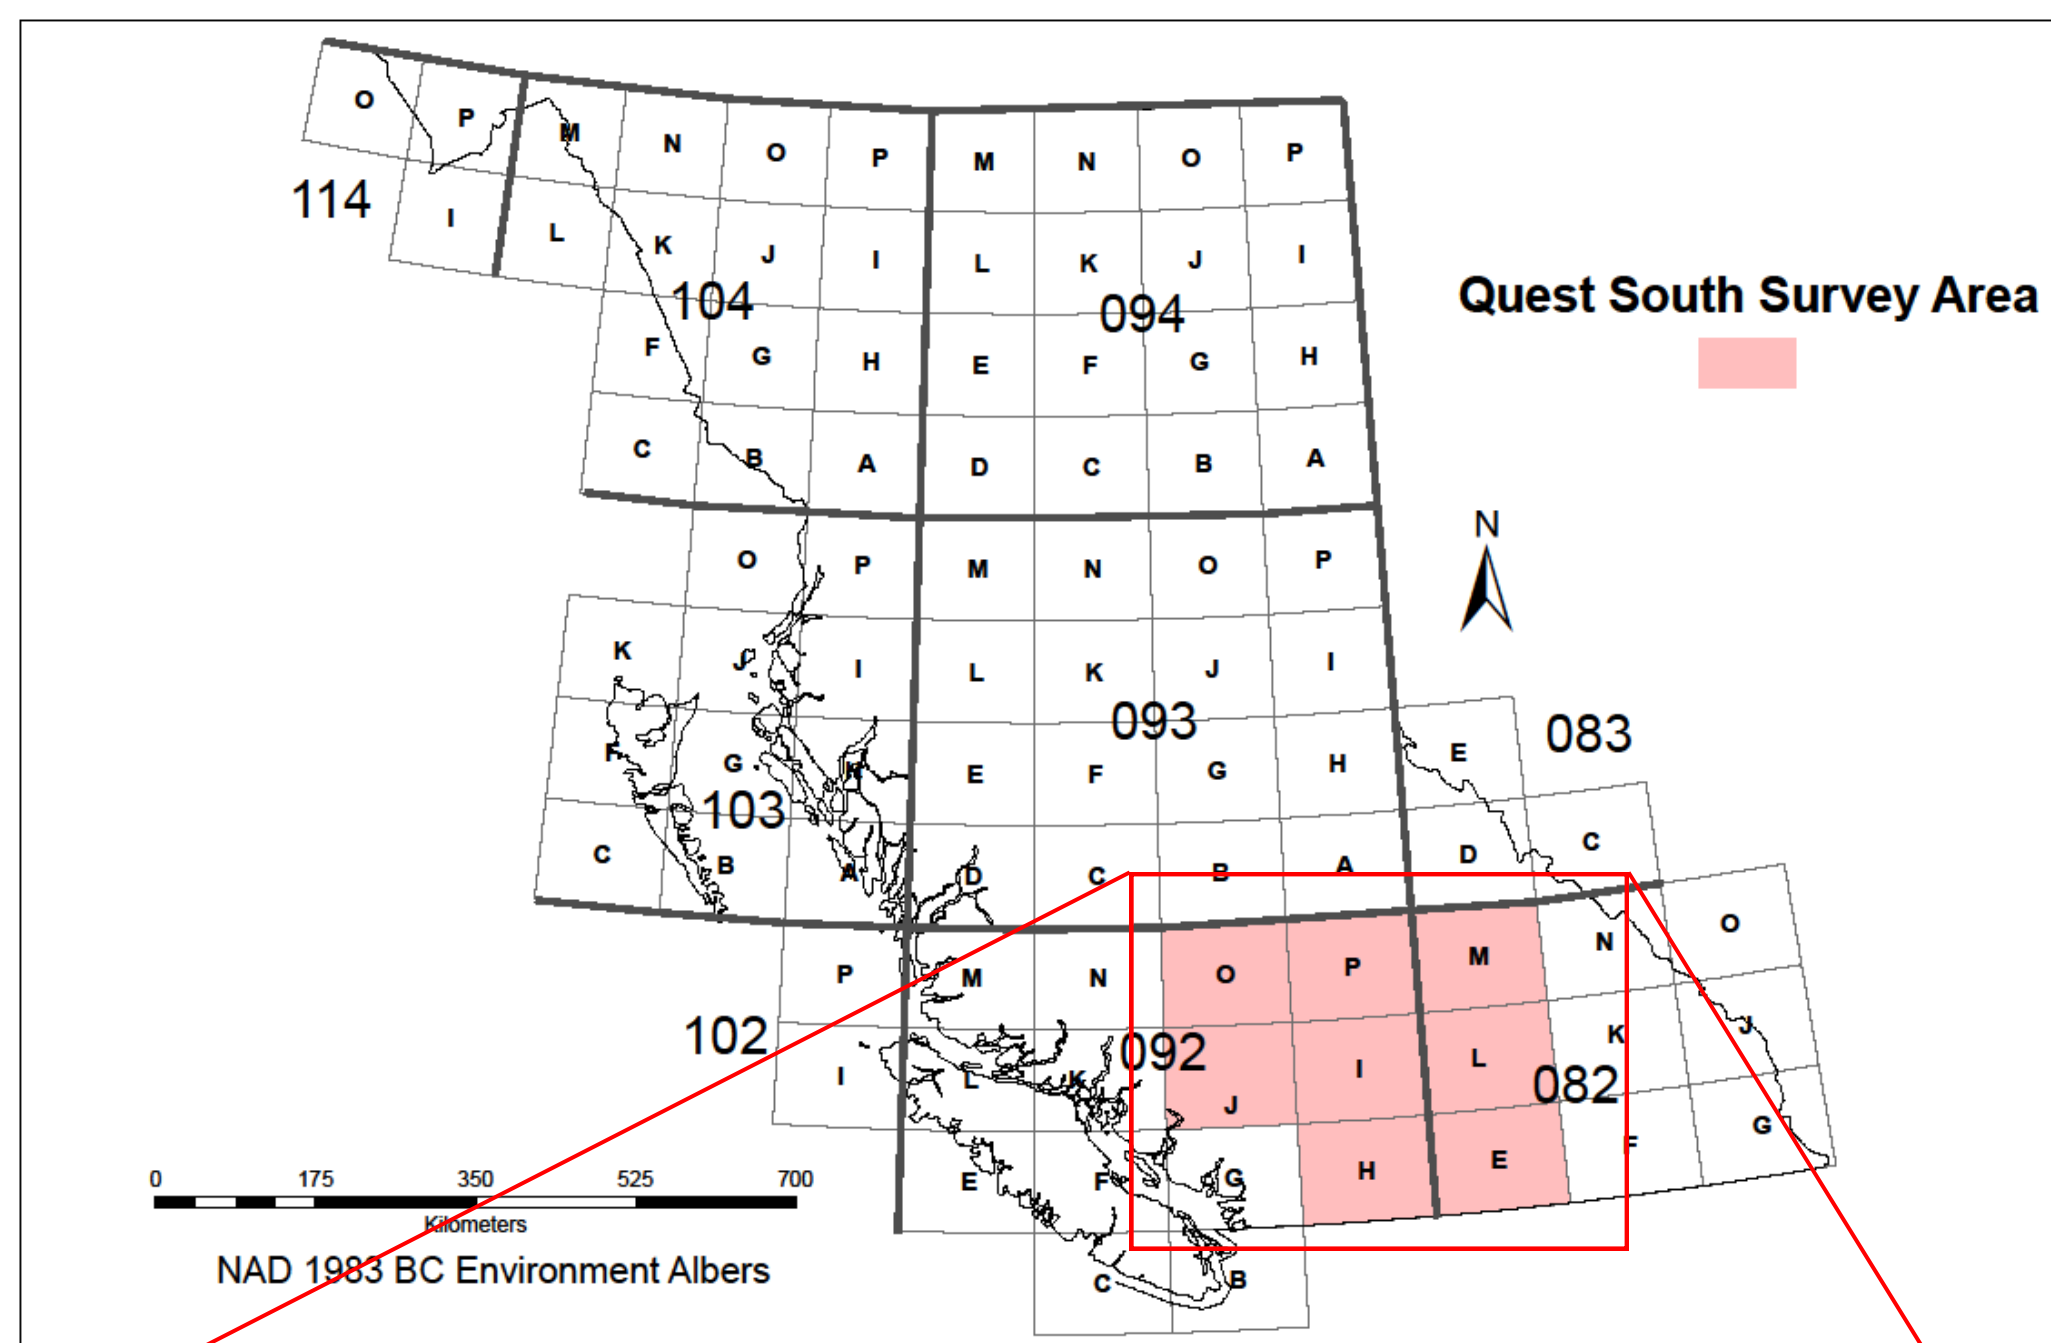 O P M N O P M N O P
114 I L K J I L K J I
104 094
Quest South Survey Area
F G H E F G H
C B A D C B A
N
O P M N O P
K J I L K J I
093 083
F G H E F G H E
103
C B A D C B A D C
P M N O P M N O
102 092 082
I L K J I L K J
E F G H E F G
C B
0 175 350 525 700
Kilometers
NAD 1983 BC Environment Albers